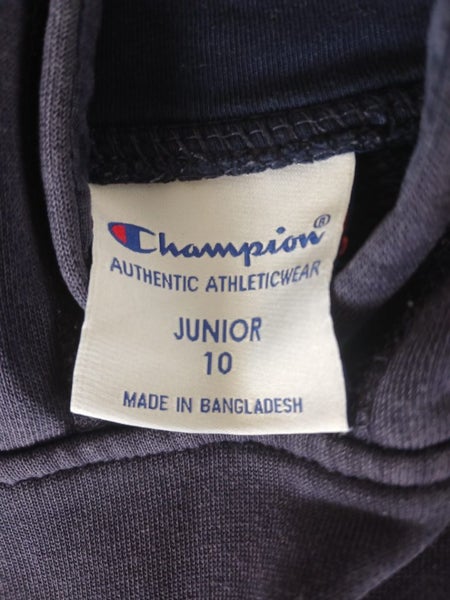 Champion®
AUTHENTIC ATHLETICWEAR
JUNIOR
10
MADE IN BANGLADESH